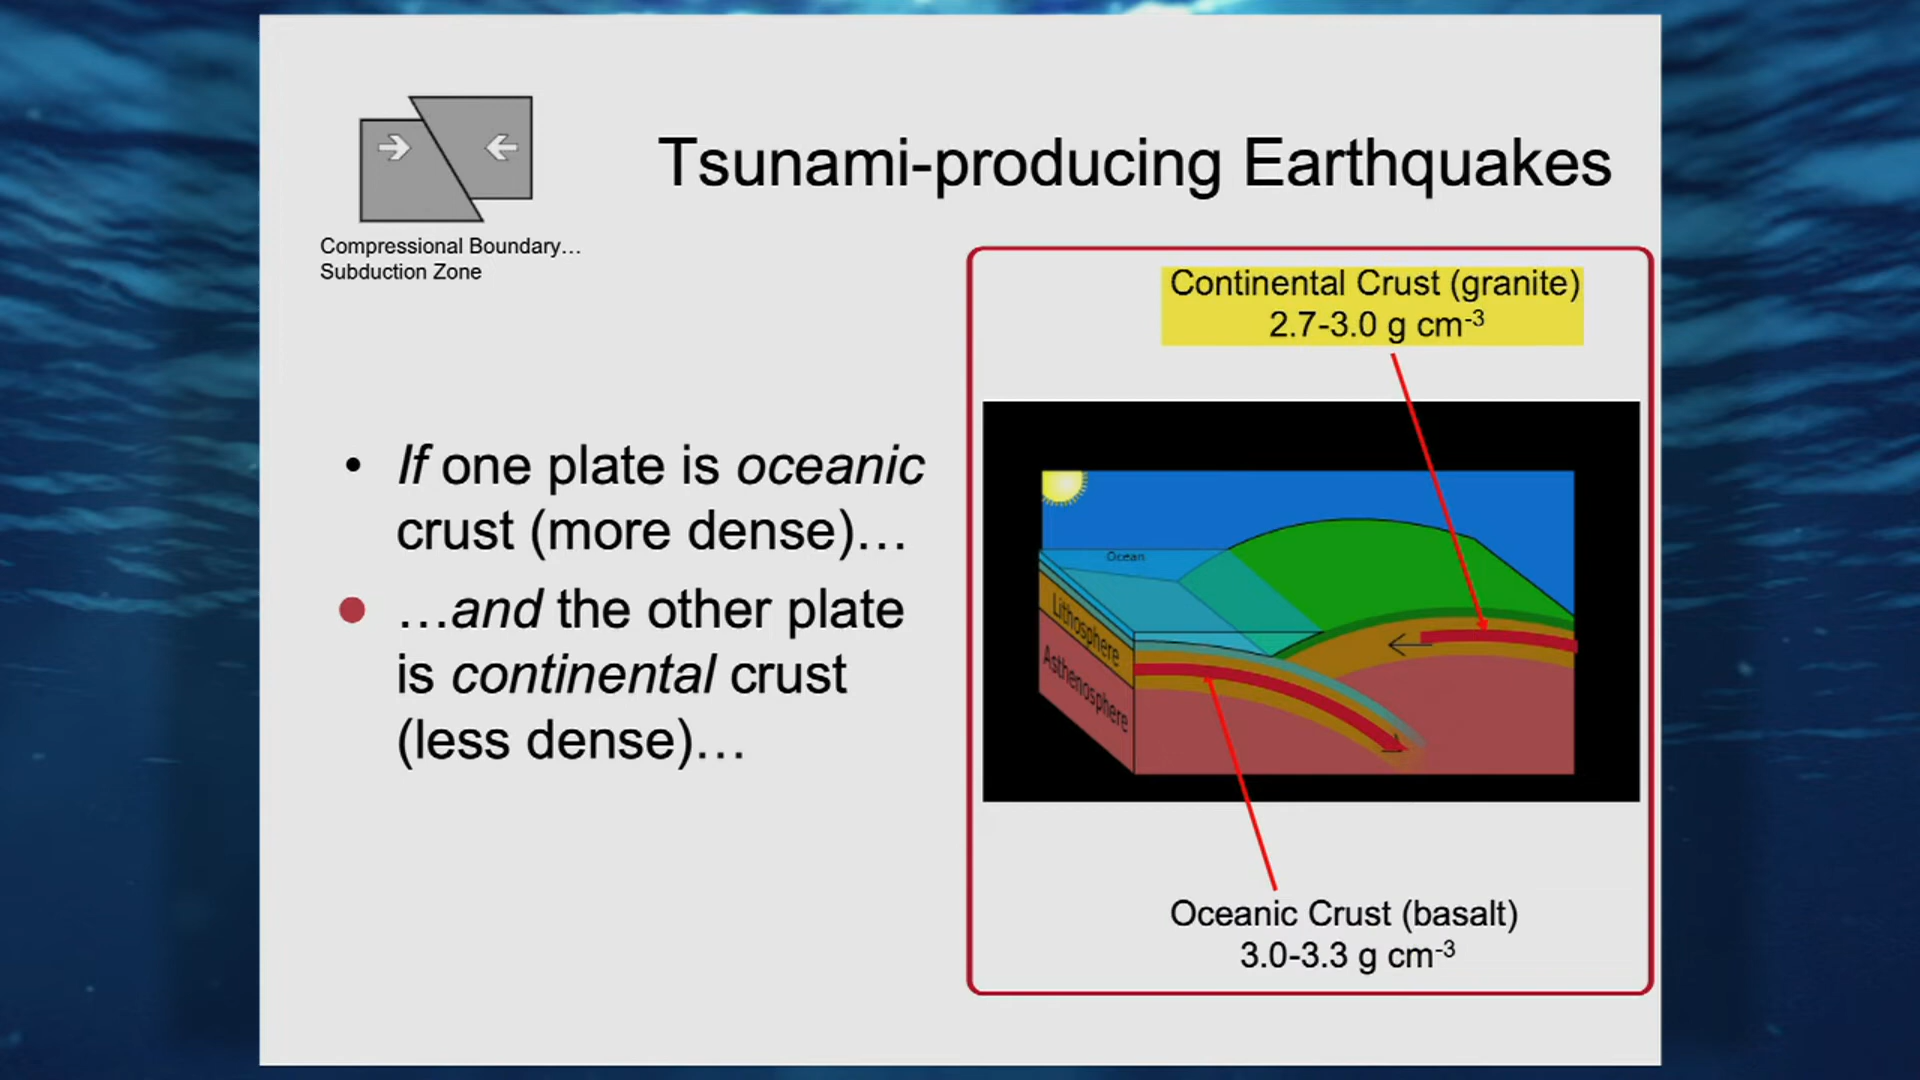 Tsunami-producing Earthquakes
Compressional Boundary…
Subduction Zone
• If one plate is oceanic
crust (more dense)…
• …and the other plate
is continental crust
(less dense)…
Continental Crust (granite)
2.7-3.0 g cm-3
Ocean
Lithosphere
Asthenosphere
Oceanic Crust (basalt)
3.0-3.3 g cm-3